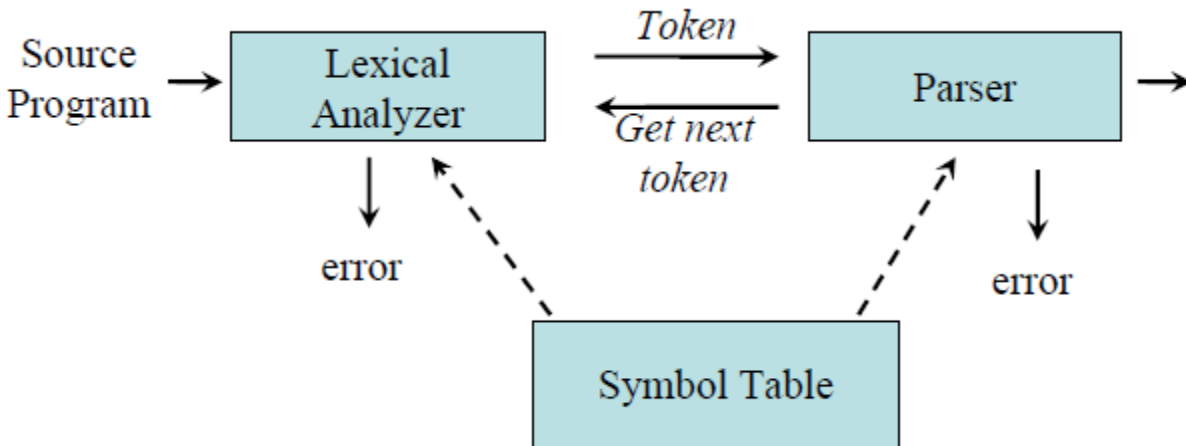 Source
Program
Lexical
Analyzer
Token
Get next
token
Parser
error
error
Symbol Table